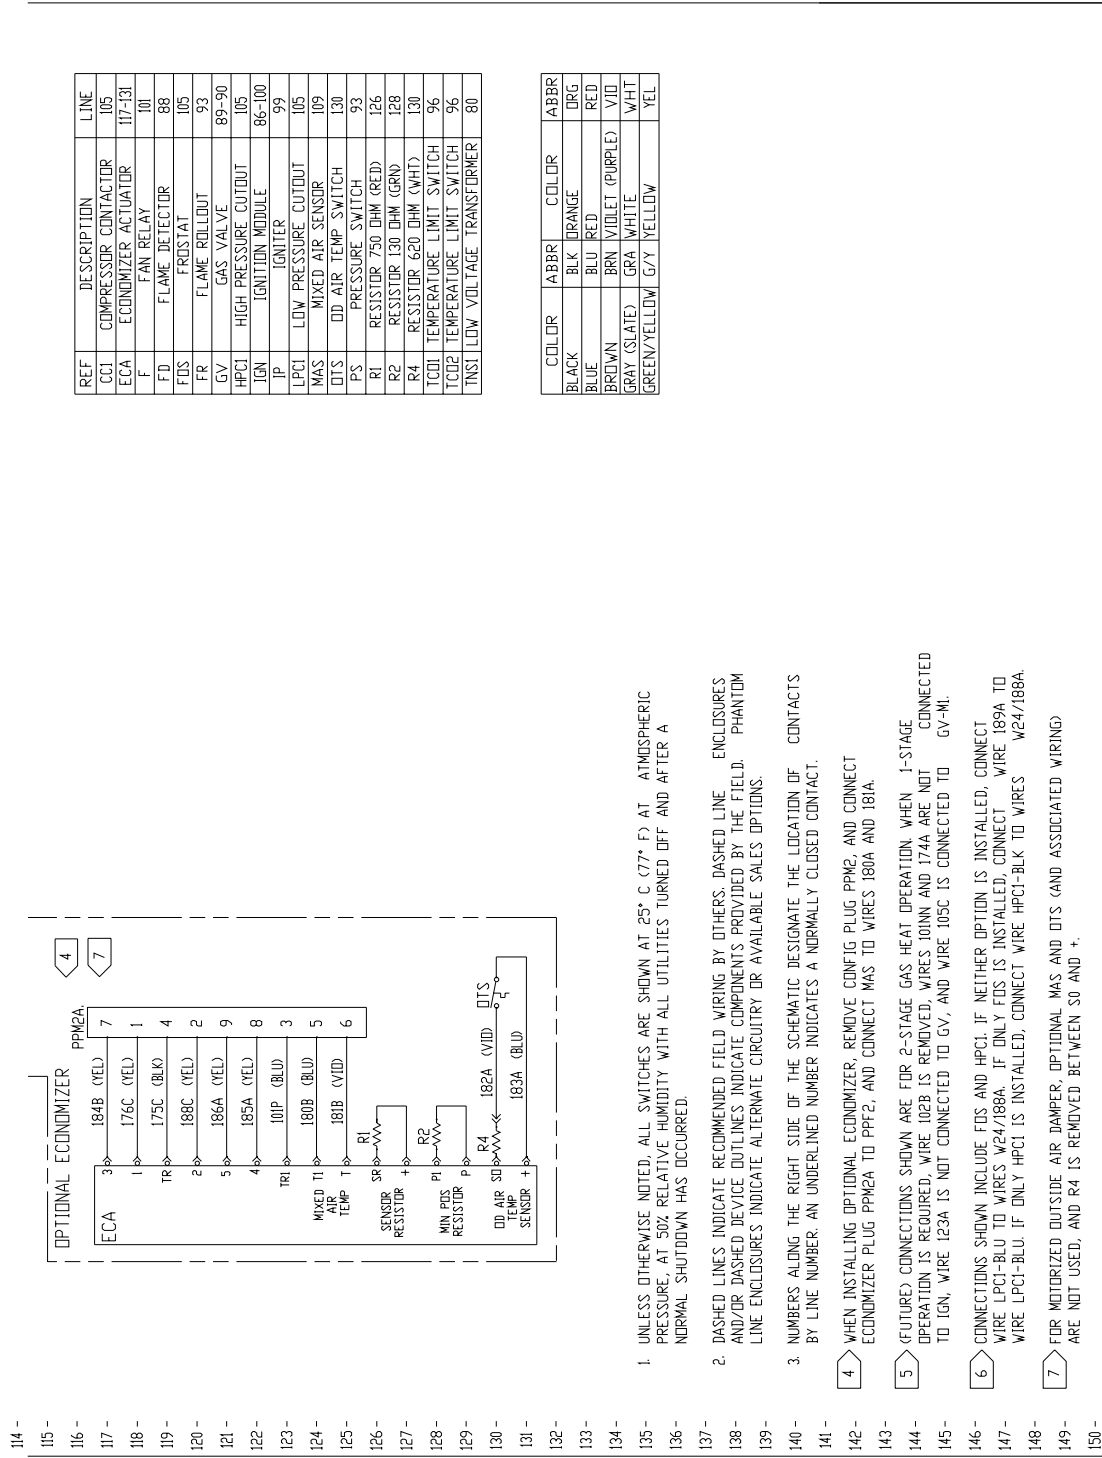 114 -
115 -
116 -
117 -
118 -
119 -
120 -
121 -
122 -
123 -
124 -
125 -
126 -
127 -
128 -
129 -
130 -
131 -
132 -
133 -
134 -
135 -
136 -
137 -
138 -
139 -
140 -
141 -
142 -
143 -
144 -
145 -
146 -
147 -
148 -
149 -
150 -
OPTIONAL ECONOMIZER
PPM2A
4
7
ECA
3 184B (YEL) 7
1 176C (YEL) 1
TR 175C (BLK) 4
2 188C (YEL) 2
5 186A (YEL) 9
4 185A (YEL) 8
TR1 101P (BLU) 3
T1 180B (BLU) 5
T 181B (VIO) 6
MIXED
AIR
TEMP
SENSOR
RESISTOR
SR
+
R1
MIN POS
RESISTOR
P1
P
R2
OD AIR
TEMP
SENSOR
SO
+
R4
182A (VIO)
183A (BLU)
OTS
1. UNLESS OTHERWISE NOTED, ALL SWITCHES ARE SHOWN AT 25° C (77° F) AT ATMOSPHERIC
PRESSURE, AT 50% RELATIVE HUMIDITY WITH ALL UTILITIES TURNED OFF AND AFTER A
NORMAL SHUTDOWN HAS OCCURRED.
2. DASHED LINES INDICATE RECOMMENDED FIELD WIRING BY OTHERS. DASHED LINE ENCLOSURES
AND/OR DASHED DEVICE OUTLINES INDICATE COMPONENTS PROVIDED BY THE FIELD. PHANTOM
LINE ENCLOSURES INDICATE ALTERNATE CIRCUITRY OR AVAILABLE SALES OPTIONS.
3. NUMBERS ALONG THE RIGHT SIDE OF THE SCHEMATIC DESIGNATE THE LOCATION OF CONTACTS
BY LINE NUMBER. AN UNDERLINED NUMBER INDICATES A NORMALLY CLOSED CONTACT.
4 WHEN INSTALLING OPTIONAL ECONOMIZER, REMOVE CONFIG PLUG PPM2, AND CONNECT
ECONOMIZER PLUG PPM2A TO PPF2, AND CONNECT MAS TO WIRES 180A AND 181A.
5 (FUTURE) CONNECTIONS SHOWN ARE FOR 2-STAGE GAS HEAT OPERATION. WHEN 1-STAGE
OPERATION IS REQUIRED, WIRE 102B IS REMOVED, WIRES 101NN AND 174A ARE NOT CONNECTED
TO IGN, WIRE 123A IS NOT CONNECTED TO GV, AND WIRE 105C IS CONNECTED TO GV-M1.
6 CONNECTIONS SHOWN INCLUDE FOS AND HPC1. IF NEITHER OPTION IS INSTALLED, CONNECT
WIRE LPC1-BLU TO WIRES W24/188A. IF ONLY FOS IS INSTALLED, CONNECT WIRE 189A TO
WIRE LPC1-BLU. IF ONLY HPC1 IS INSTALLED, CONNECT WIRE HPC1-BLK TO WIRES W24/188A.
7 FOR MOTORIZED OUTSIDE AIR DAMPER, OPTIONAL MAS AND OTS (AND ASSOCIATED WIRING)
ARE NOT USED, AND R4 IS REMOVED BETWEEN SO AND +.
REF DESCRIPTION LINE
CC1 COMPRESSOR CONTACTOR 105
ECA ECONOMIZER ACTUATOR 117-131
F FAN RELAY 101
FD FLAME DETECTOR 88
FOS FROSTAT 105
FR FLAME ROLLOUT 93
GV GAS VALVE 89-90
HPC1 HIGH PRESSURE CUTOUT 105
IGN IGNITION MODULE 86-100
IP IGNITER 99
LPC1 LOW PRESSURE CUTOUT 105
MAS MIXED AIR SENSOR 109
OTS OD AIR TEMP SWITCH 130
PS PRESSURE SWITCH 93
R1 RESISTOR 750 OHM (RED) 126
R2 RESISTOR 130 OHM (GRN) 128
R4 RESISTOR 620 OHM (WHT) 130
TCO1 TEMPERATURE LIMIT SWITCH 96
TCO2 TEMPERATURE LIMIT SWITCH 96
TNS1 LOW VOLTAGE TRANSFORMER 80
COLOR ABBR COLOR ABBR
BLACK BLK ORANGE ORG
BLUE BLU RED RED
BROWN BRN VIOLET (PURPLE) VIO
GRAY (SLATE) GRA WHITE WHT
GREEN/YELLOW G/Y YELLOW YEL